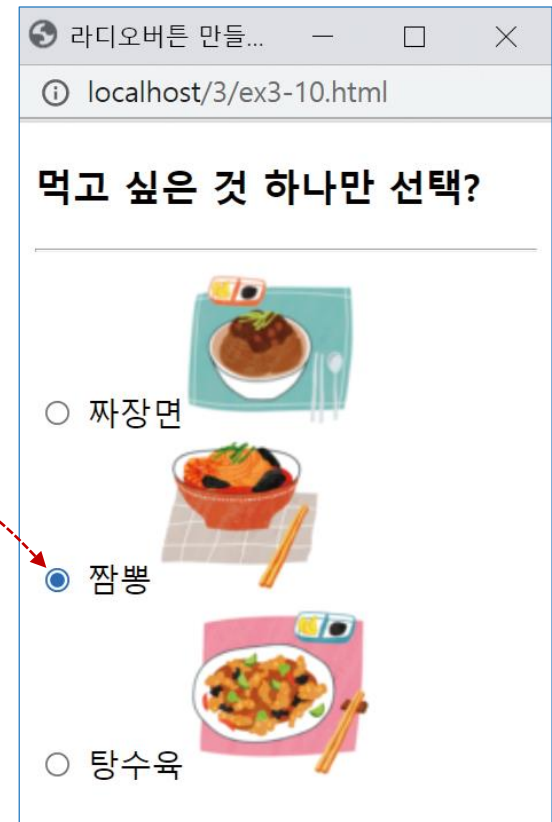 라디오버튼 만들...
localhost/3/ex3-10.html
먹고 싶은 것 하나만 선택?
짜장면
짬뽕
탕수육